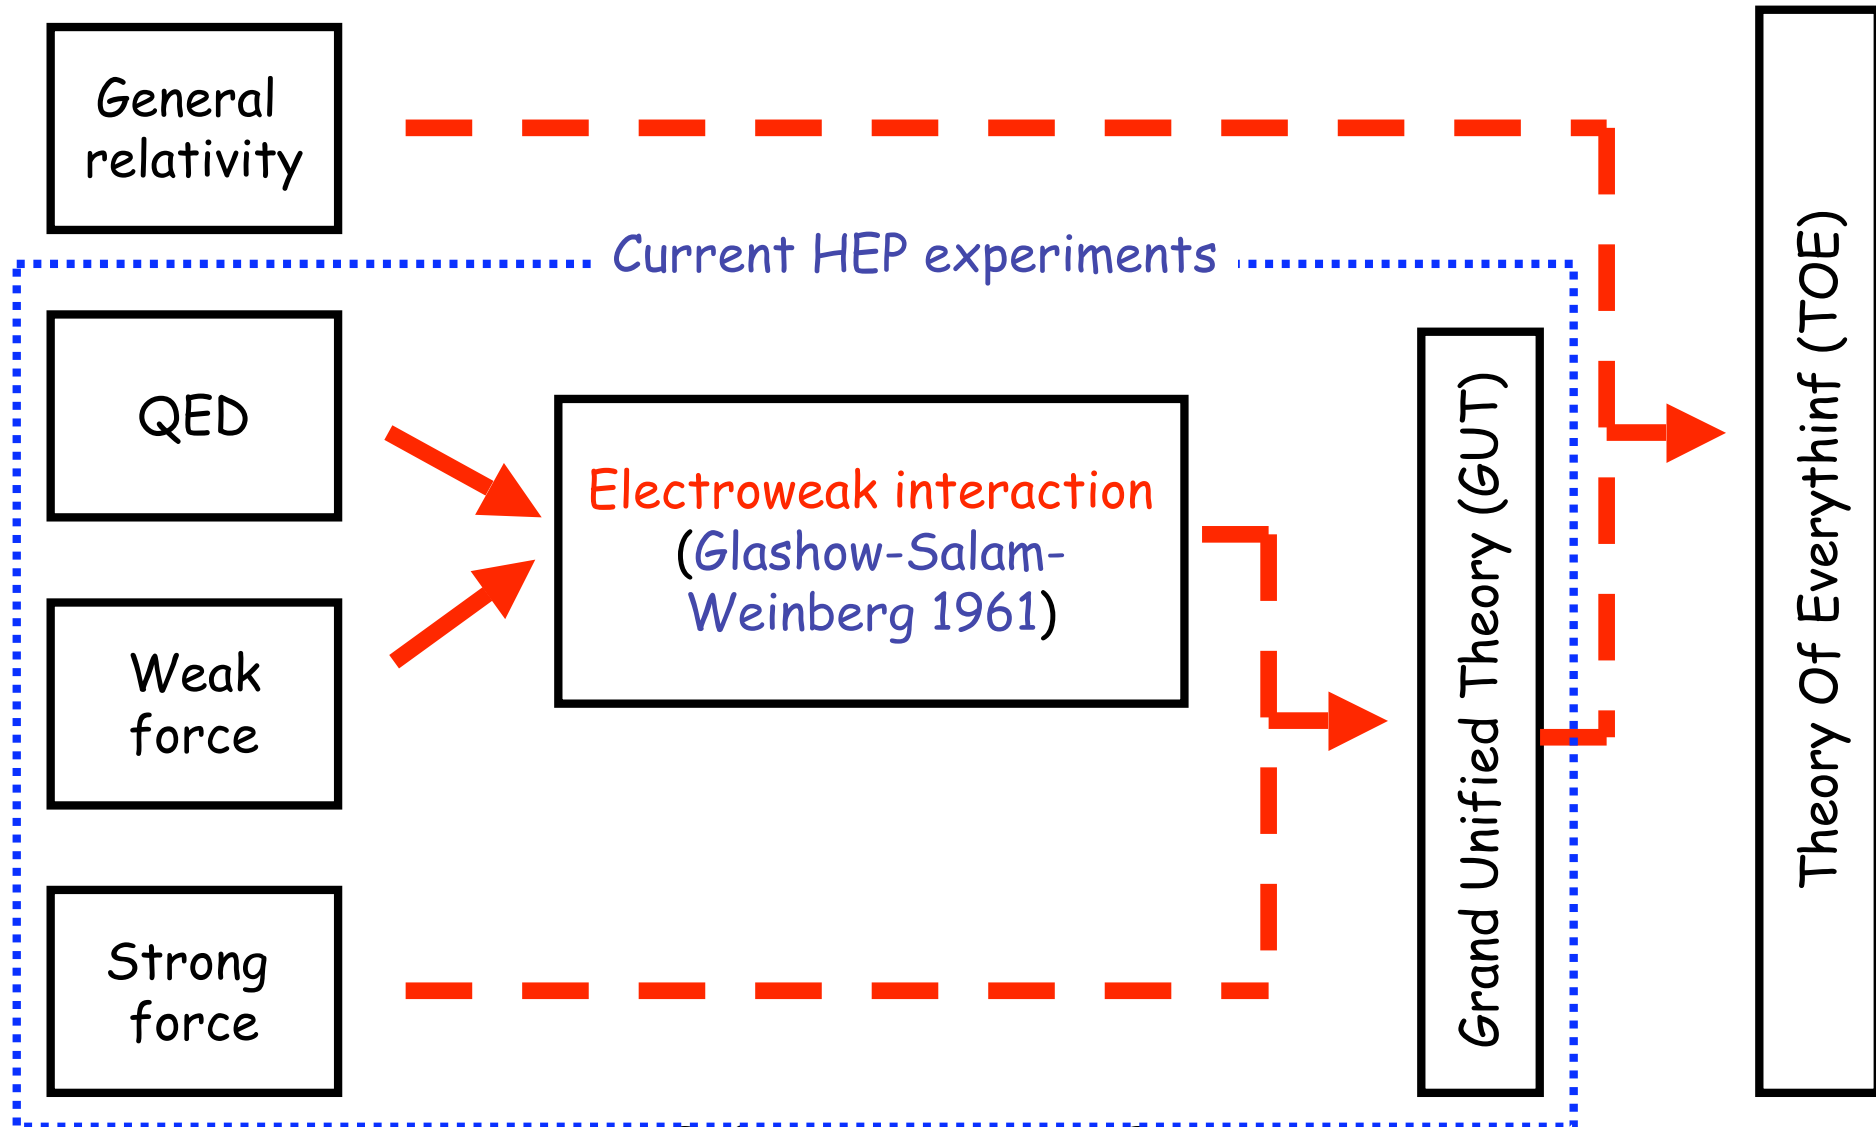 General
relativity
Current HEP experiments
QED
Electroweak interaction
(Glashow-Salam-
Weinberg 1961)
Weak
force
Strong
force
Grand Unified Theory (GUT)
Theory Of Everythinf (TOE)